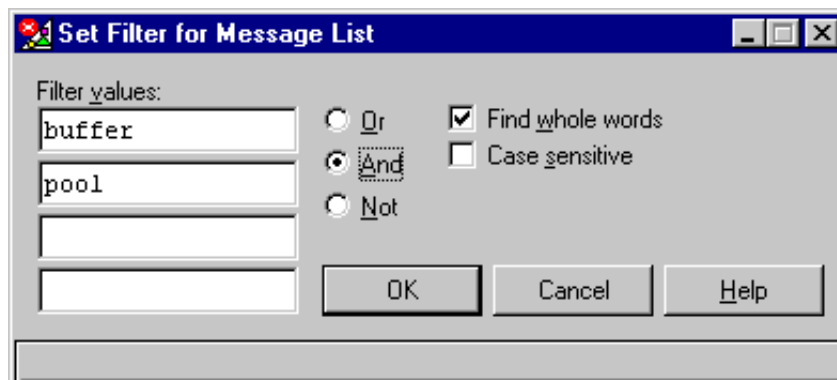 Set Filter for Message List
Filter values:
buffer
pool
Or
And
Not
Find whole words
Case sensitive
OK Cancel Help